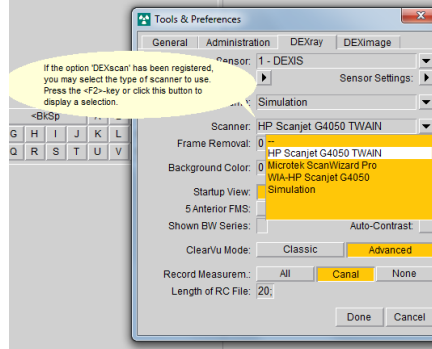 Tools & Preferences
General Administration DEXray DEXimage
If the option 'DEXscan' has been registered,
you may select the type of scanner to use.
Press the <F2>-key or click this button to
display a selection.
Sensor: 1 - DEXIS
Sensor Settings:
Simulation
Scanner: HP Scanjet G4050 TWAIN
--
HP Scanjet G4050 TWAIN
Microtek ScanWizard Pro
WIA-HP Scanjet G4050
Simulation
<BkSp
G H I J K L
Q R S T U V
Frame Removal: 0
Background Color: 0
Startup View:
5 Anterior FMS:
Shown BW Series: Auto-Contrast:
ClearVu Mode: Classic Advanced
Record Measurem.: All Canal None
Length of RC File: 20;
Done Cancel